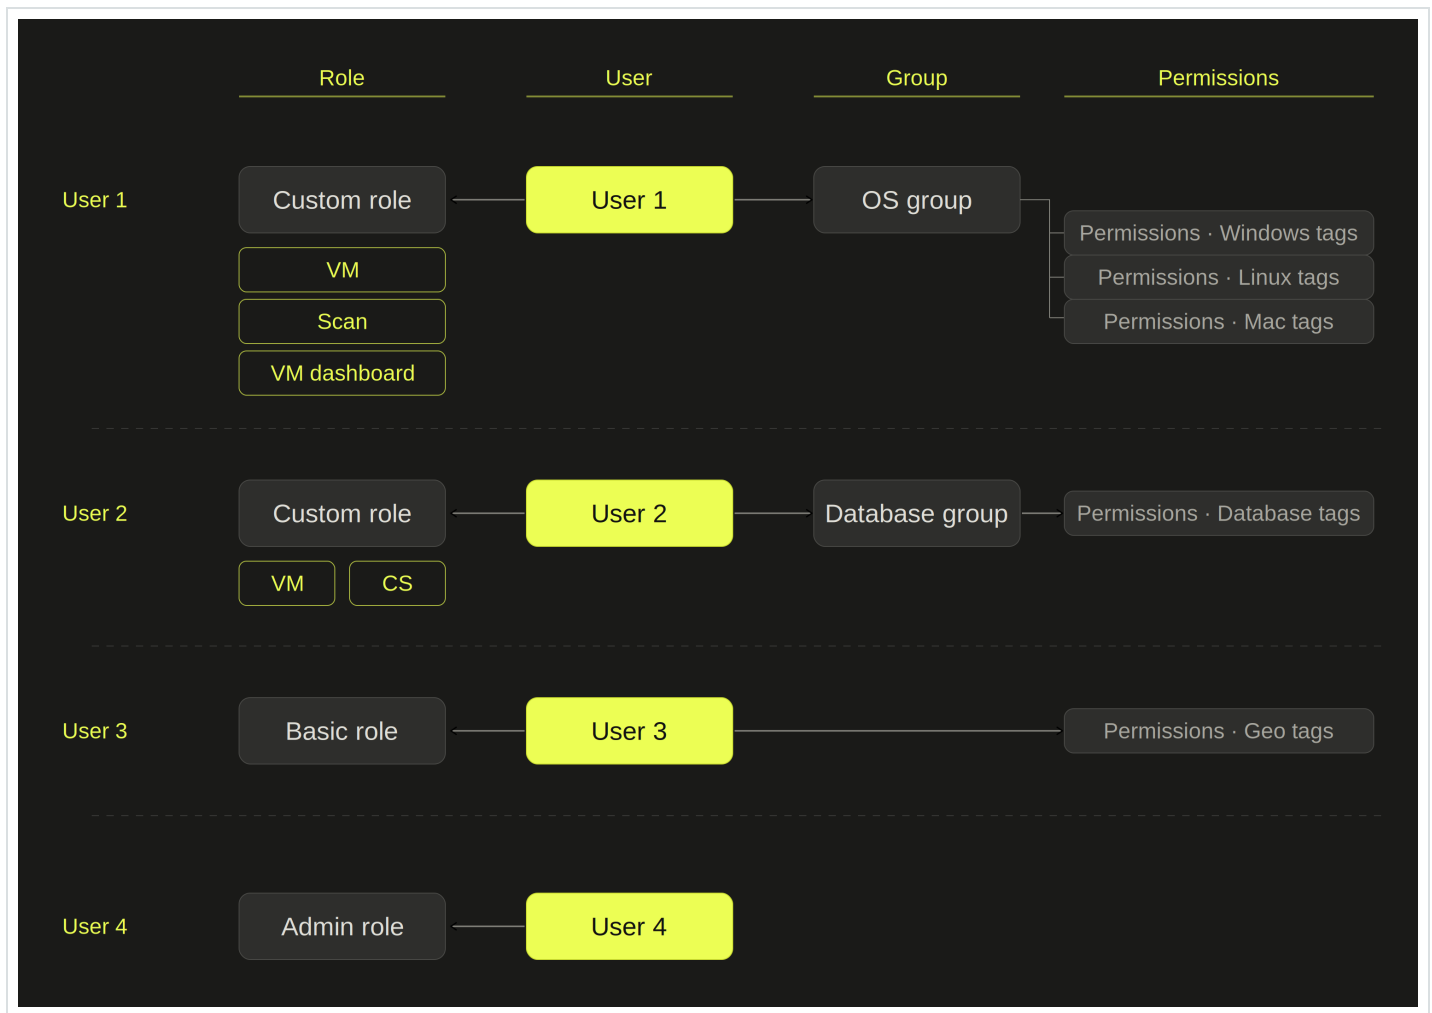 Role
User
Group
Permissions
User 1
Custom role
User 1
OS group
Permissions · Windows tags
Permissions · Linux tags
Permissions · Mac tags
VM
Scan
VM dashboard
User 2
Custom role
User 2
Database group
Permissions · Database tags
VM
CS
User 3
Basic role
User 3
Permissions · Geo tags
User 4
Admin role
User 4